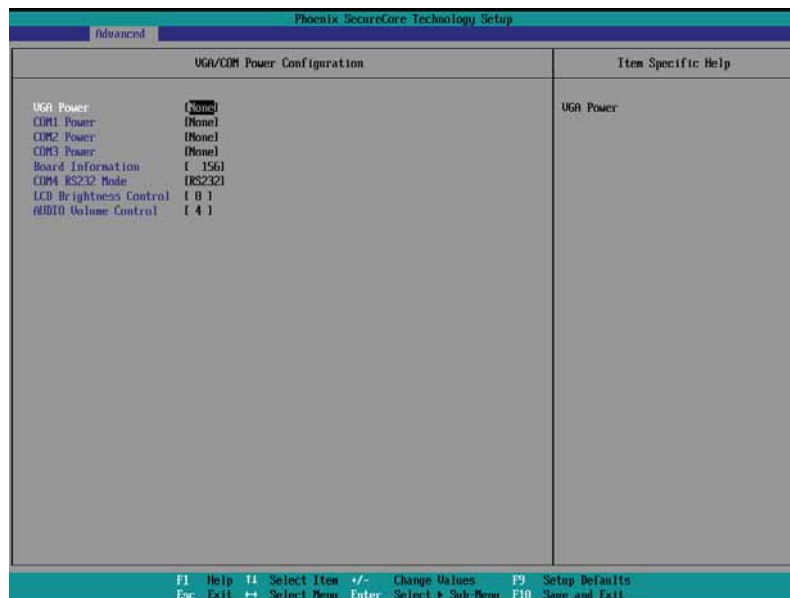 Phoenix SecureCore Technology Setup
Advanced
VGA/COM Power Configuration
Item Specific Help
VGA Power [None]
VGA Power
COM1 Power [None]
COM2 Power [None]
COM3 Power [None]
Board Information [ 156]
COM4 RS232 Mode [RS232]
LCD Brightness Control [ 8 ]
AUDIO Volume Control [ 4 ]
F1 Help ↑↓ Select Item +/- Change Values F9 Setup Defaults
Esc Exit ↔ Select Menu Enter Select ▶ Sub-Menu F10 Save and Exit